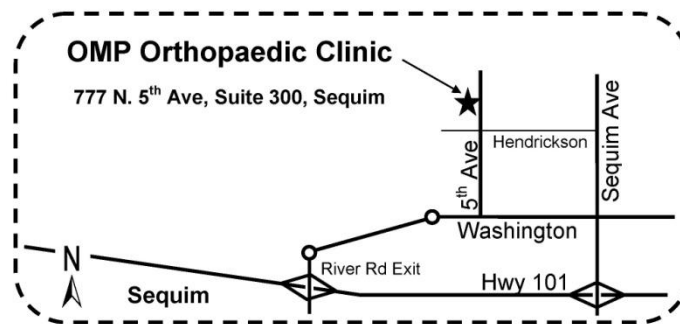 OMP Orthopaedic Clinic
777 N. 5th Ave, Suite 300, Sequim
Hendrickson
5th Ave
Sequim Ave
Washington
N
River Rd Exit
Hwy 101
Sequim